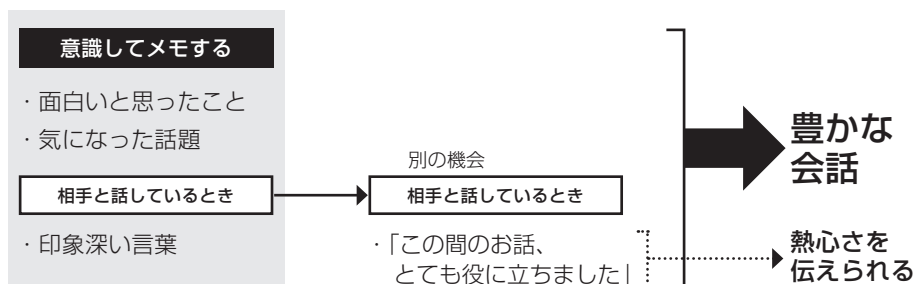 意識してメモする
・面白いと思ったこと
・気になった話題
相手と話しているとき
・印象深い言葉
別の機会
相手と話しているとき
・「この間のお話、
とても役に立ちました」
豊かな
会話
熱心さを
伝えられる